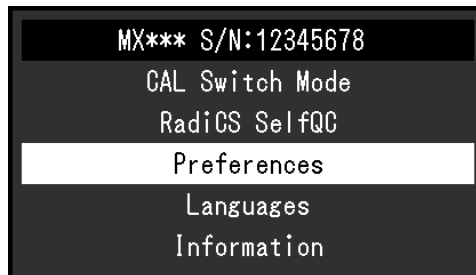 MX*** S/N:12345678
CAL Switch Mode
RadiCS SelfQC
Preferences
Languages
Information